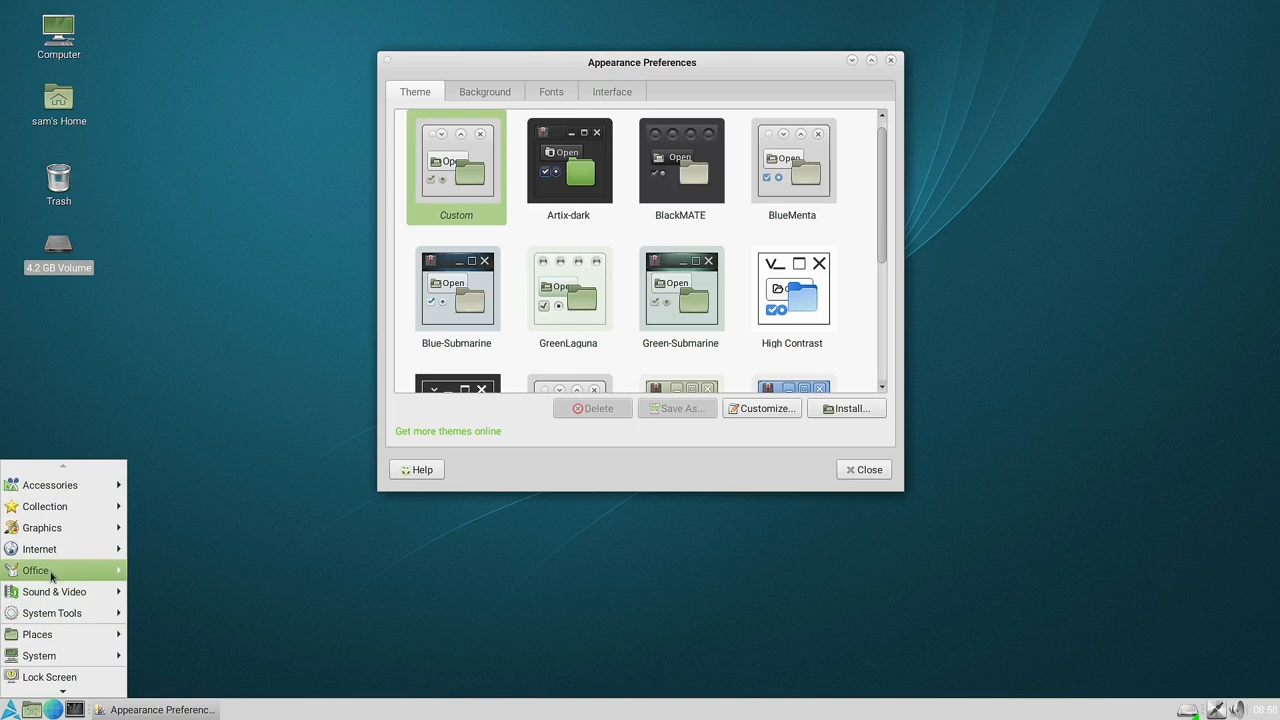 Computer
sam's Home
Trash
4.2 GB Volume
Appearance Preferences
Theme Background Fonts Interface
Open
Open
Open
Custom Artix-dark BlackMATE BlueMenta
Open
Open
Blue-Submarine GreenLaguna Green-Submarine High Contrast
Delete Save As... Customize... Install...
Get more themes online
Help Close
Accessories
Collection
Graphics
Internet
Office
Sound & Video
System Tools
Places
System
Lock Screen
Appearance Preferenc...
08:58